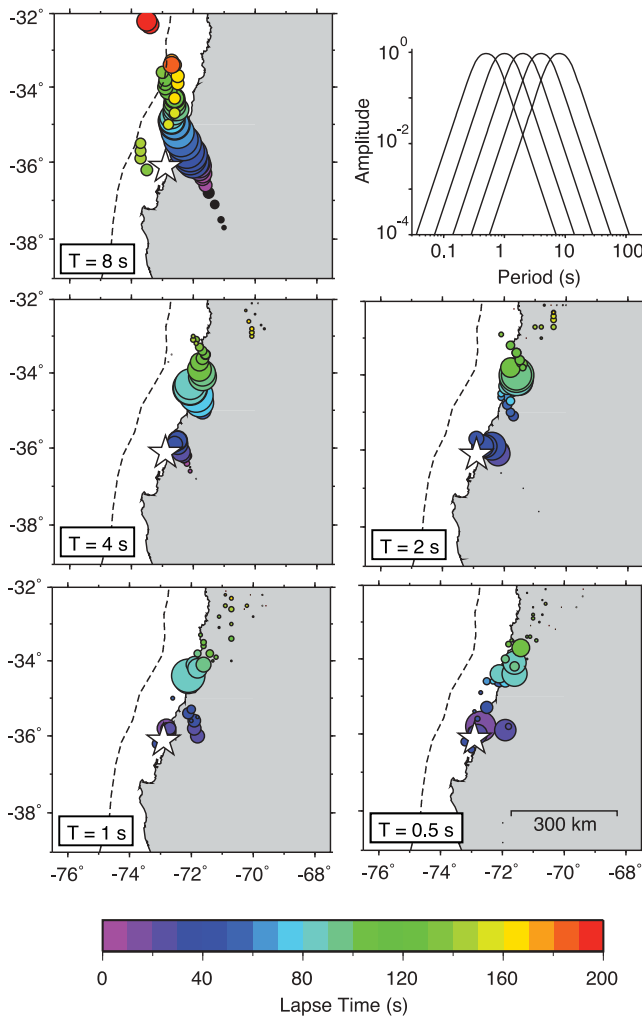 -32°
-34°
-36°
-38°
T = 8 s
10⁰
10⁻²
10⁻⁴
Amplitude
0.1 1 10 100
Period (s)
-32°
-34°
-36°
-38°
T = 4 s
T = 2 s
-32°
-34°
-36°
-38°
T = 1 s
T = 0.5 s
300 km
-76° -74° -72° -70° -68°
-76° -74° -72° -70° -68°
0 40 80 120 160 200
Lapse Time (s)